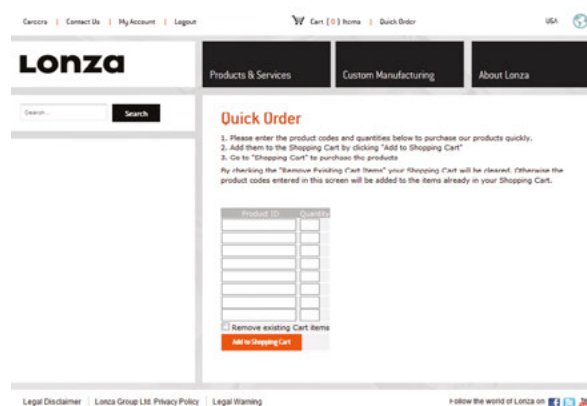 Careers | Contact Us | My Account | Logout
Cart [ 0 ] Items | Quick Order
USA
Lonza
Products & Services
Custom Manufacturing
About Lonza
Search...
Search
Quick Order
1. Please enter the product codes and quantities below to purchase our products quickly.
2. Add them to the Shopping Cart by clicking "Add to Shopping Cart"
3. Go to "Shopping Cart" to purchase the products
By checking the "Remove Existing Cart Items" your Shopping Cart will be cleared. Otherwise the
product codes entered in this screen will be added to the items already in your Shopping Cart.
Product ID Quantity
Remove existing Cart items
Add to Shopping Cart
Legal Disclaimer | Lonza Group Ltd. Privacy Policy | Legal Warning
Follow the world of Lonza on